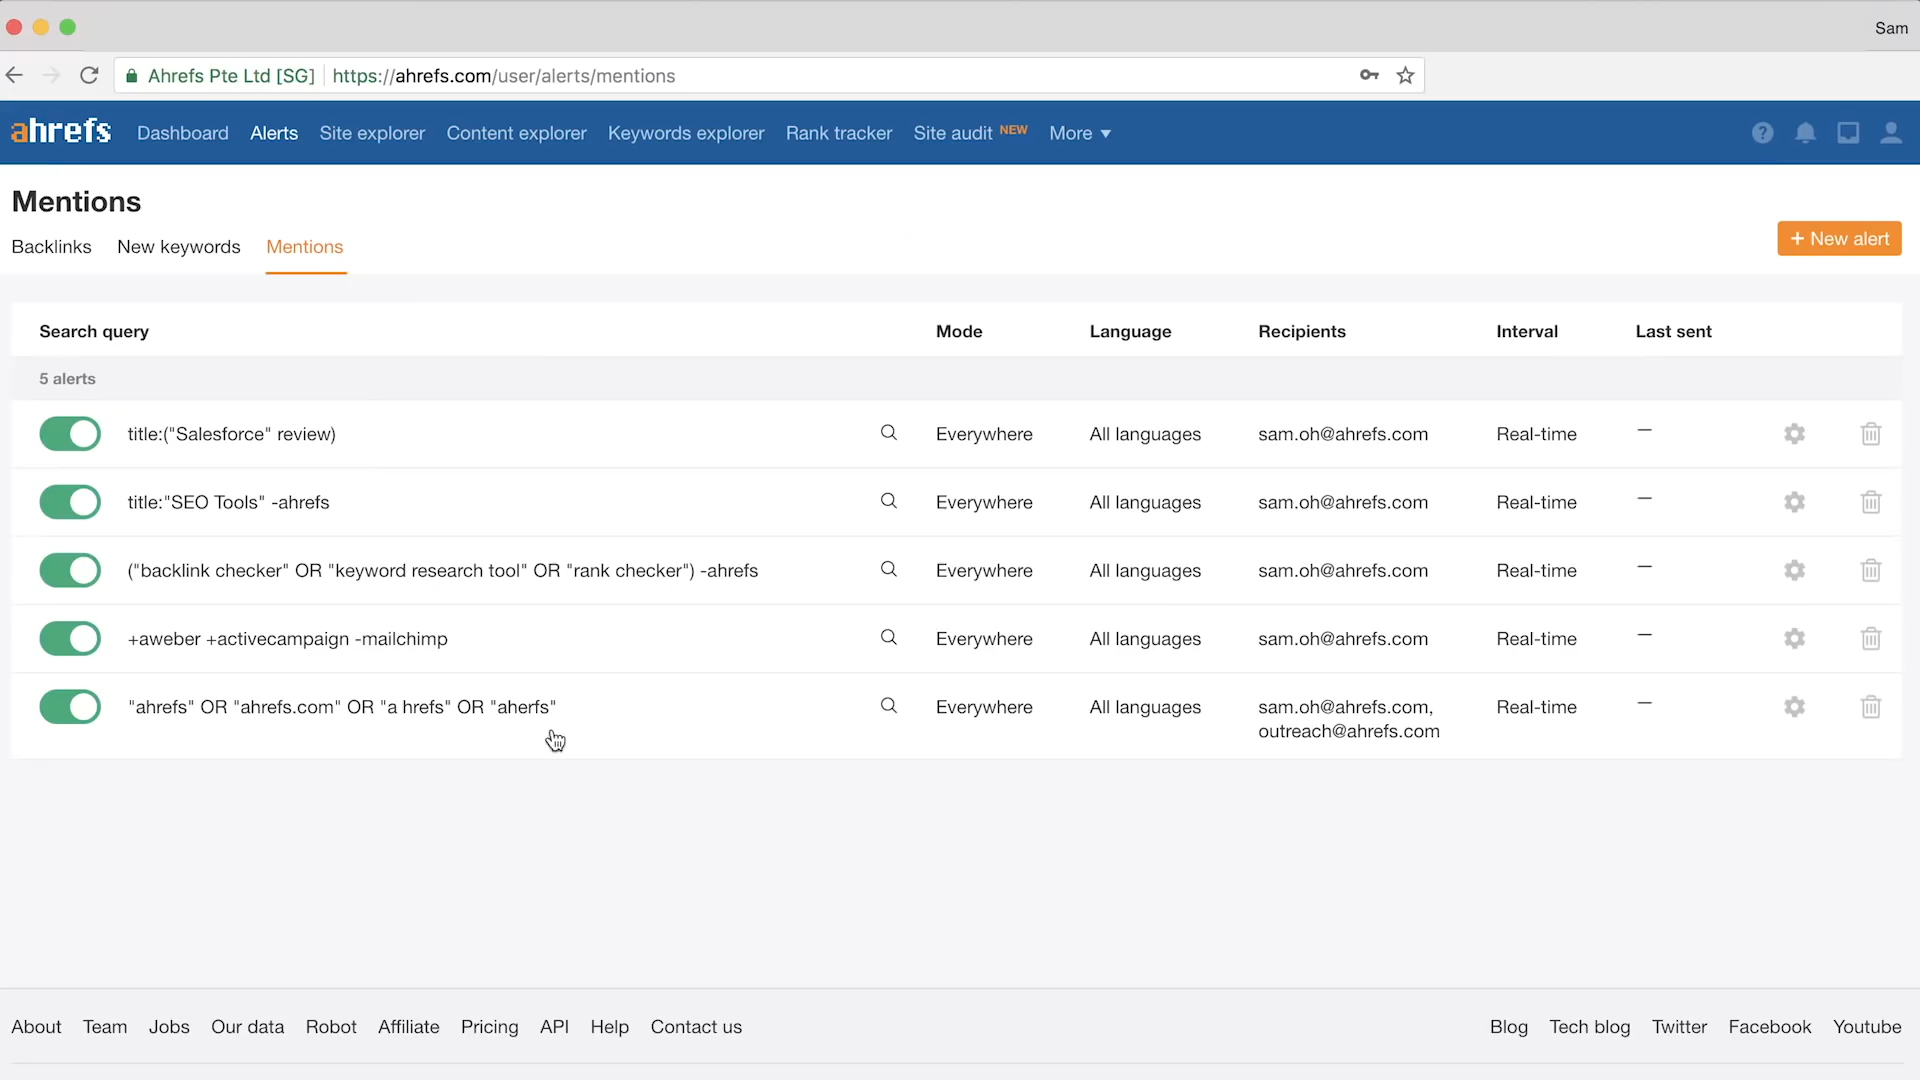 Sam
Ahrefs Pte Ltd [SG] https://ahrefs.com/user/alerts/mentions
ahrefs Dashboard Alerts Site explorer Content explorer Keywords explorer Rank tracker Site audit NEW More
Mentions
Backlinks New keywords Mentions
+ New alert
Search query Mode Language Recipients Interval Last sent
5 alerts
title:("Salesforce" review) Everywhere All languages sam.oh@ahrefs.com Real-time —
title:"SEO Tools" -ahrefs Everywhere All languages sam.oh@ahrefs.com Real-time —
("backlink checker" OR "keyword research tool" OR "rank checker") -ahrefs Everywhere All languages sam.oh@ahrefs.com Real-time —
+aweber +activecampaign -mailchimp Everywhere All languages sam.oh@ahrefs.com Real-time —
"ahrefs" OR "ahrefs.com" OR "a hrefs" OR "aherfs" Everywhere All languages sam.oh@ahrefs.com, Real-time —
outreach@ahrefs.com
About Team Jobs Our data Robot Affiliate Pricing API Help Contact us Blog Tech blog Twitter Facebook Youtube